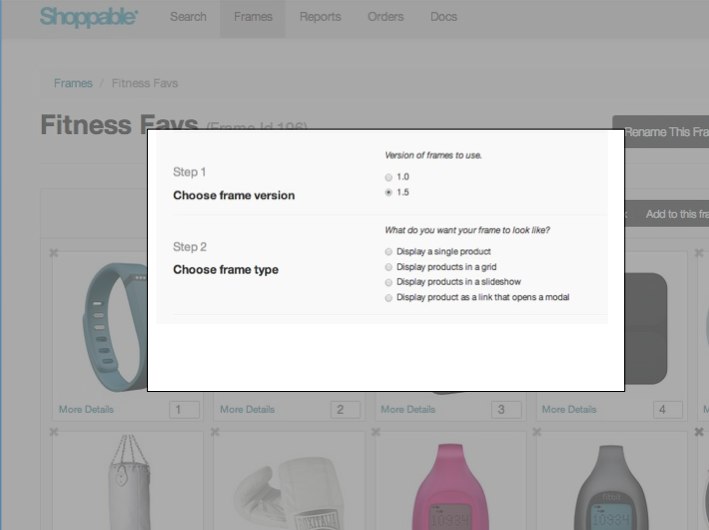 Shoppable
Search Frames Reports Orders Docs
Frames / Fitness Favs
Fitness Favs (Frame Id 196)
Rename This Fra
Version of frames to use.
Step 1
1.0
Choose frame version
1.5
Add to this fra
What do you want your frame to look like?
Step 2
Display a single product
Choose frame type
Display products in a grid
Display products in a slideshow
Display product as a link that opens a modal
More Details 1 More Details 2 More Details 3 More Details 4 M
fitbit
10934 10934